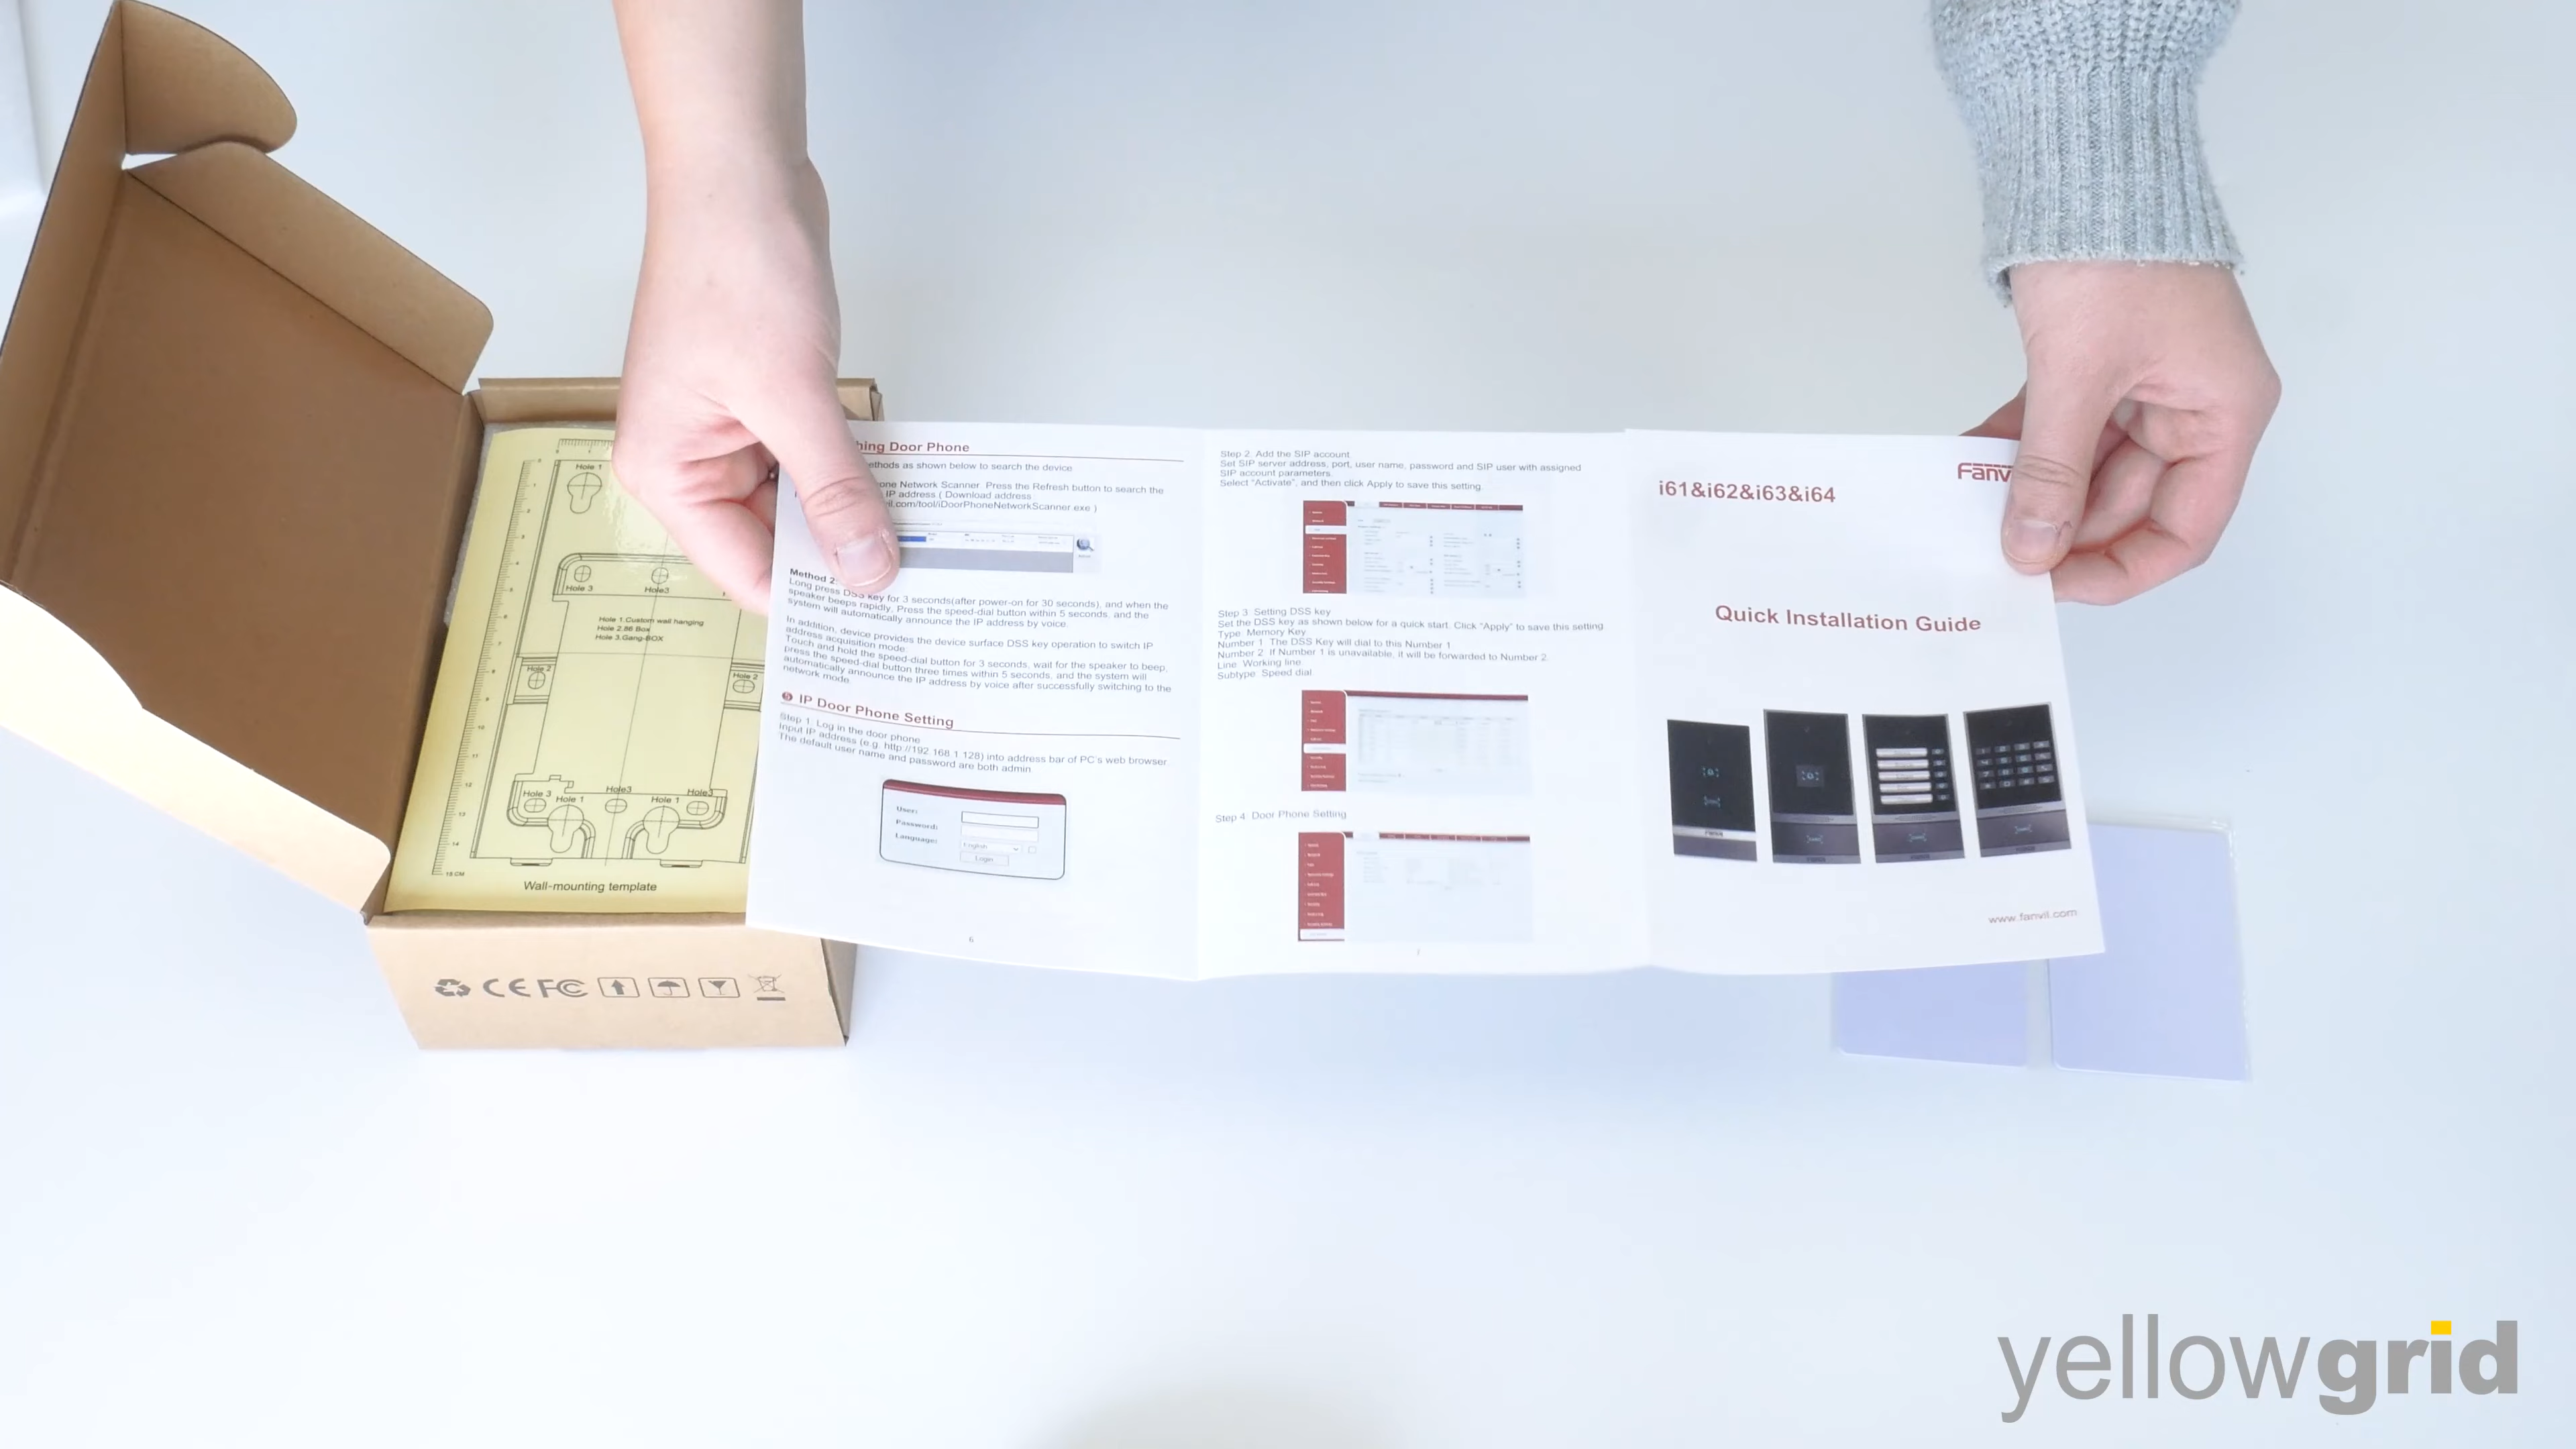 Hole 1
Hole 3
Hole3
Hole 1.Custom wall hanging
Hole 2.86 Box
Hole 3.Gang-BOX
Hole 2
Hole 2
Hole 3
Hole 1
Hole3
Hole 1
Hole3
15 CM
Wall-mounting template
CE FC
hing Door Phone
ethods as shown below to search the device.
one Network Scanner. Press the Refresh button to search the
IP address ( Download address
il.com/tool/iDoorPhoneNetworkScanner.exe )
Method 2:
Long press DSS key for 3 seconds(after power-on for 30 seconds), and when the
speaker beeps rapidly, Press the speed-dial button within 5 seconds, and the
system will automatically announce the IP address by voice.
In addition, device provides the device surface DSS key operation to switch IP
address acquisition mode:
Touch and hold the speed-dial button for 3 seconds, wait for the speaker to beep,
press the speed-dial button three times within 5 seconds, and the system will
automatically announce the IP address by voice after successfully switching to the
network mode.
5 IP Door Phone Setting
Step 1: Log in the door phone
Input IP address (e.g. http://192.168.1.128) into address bar of PC's web browser.
The default user name and password are both admin.
User:
Password:
Language:
English
Login
6
Step 2: Add the SIP account.
Set SIP server address, port, user name, password and SIP user with assigned
SIP account parameters.
Select "Activate", and then click Apply to save this setting.
Step 3: Setting DSS key
Set the DSS key as shown below for a quick start. Click "Apply" to save this setting.
Type: Memory Key
Number 1: The DSS Key will dial to this Number 1.
Number 2: If Number 1 is unavailable, it will be forwarded to Number 2.
Line: Working line.
Subtype: Speed dial.
Step 4: Door Phone Setting
Fanv
i61&i62&i63&i64
Quick Installation Guide
www.fanvil.com
yellowgrid